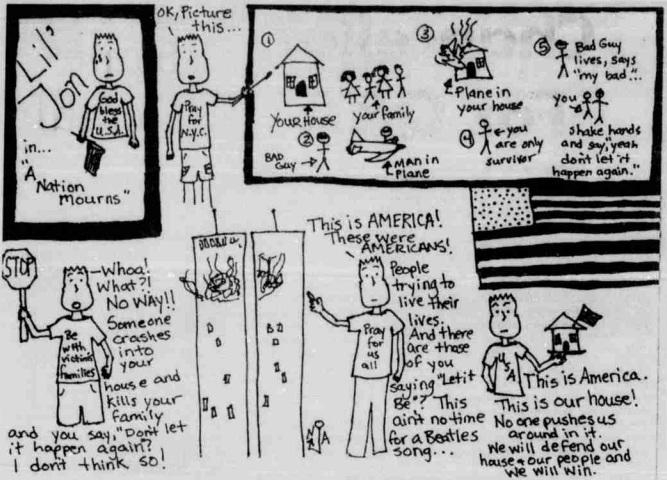 Lil' Jon
in...
"A
Nation
Mourns"
God
bless
the
U.S.A.
OK, Picture
this...
Pray
for
N.Y.C.
①
YOUR HOUSE
your family
②
BAD
GUY
MAN in
Plane
③
Plane in
your house
④
you
are only
survivor
⑤
Bad Guy
lives, says
"my bad"...
you
shake hands
and say, "yeah
don't let it
happen again."
STOP
Be
with
victim's
families
Whoa!
What?!
NO WAY!!
Someone
crashes
into
your
house and
kills your
family
and you say, "Don't let
it happen again?
I don't think so!
This is AMERICA!
These were
AMERICANS!
People
trying to
live their
lives.
And there
are those
of you
saying "Let it
Be"? This
ain't no time
for a Beatles
song...
Pray
for
us
all
USA
This is America.
This is our house!
No one pushes us
around in it.
We will defend our
house & our people and
we will win.